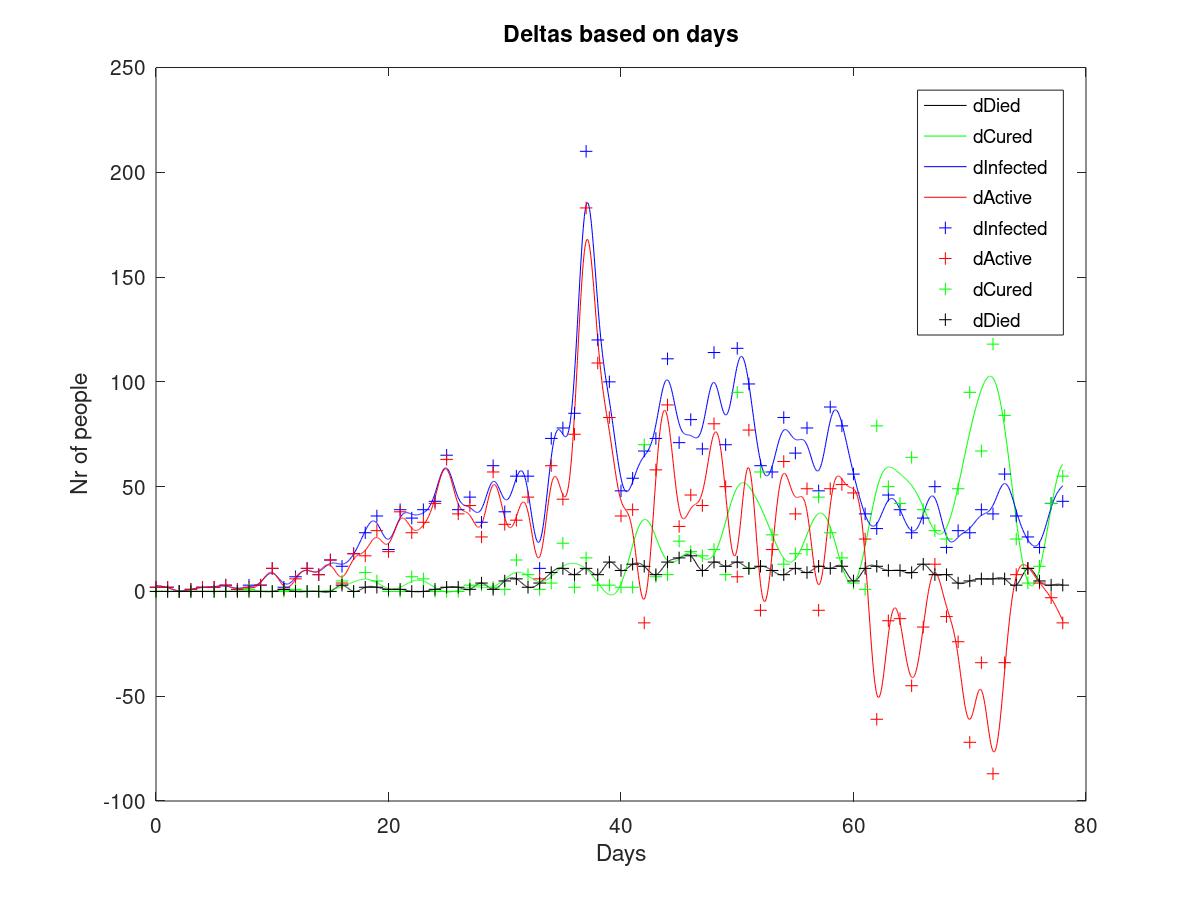 Deltas based on days
250
200
150
100
50
0
-50
-100
Nr of people
dDied
dCured
dInfected
dActive
dInfected
dActive
dCured
dDied
0 20 40 60 80
Days